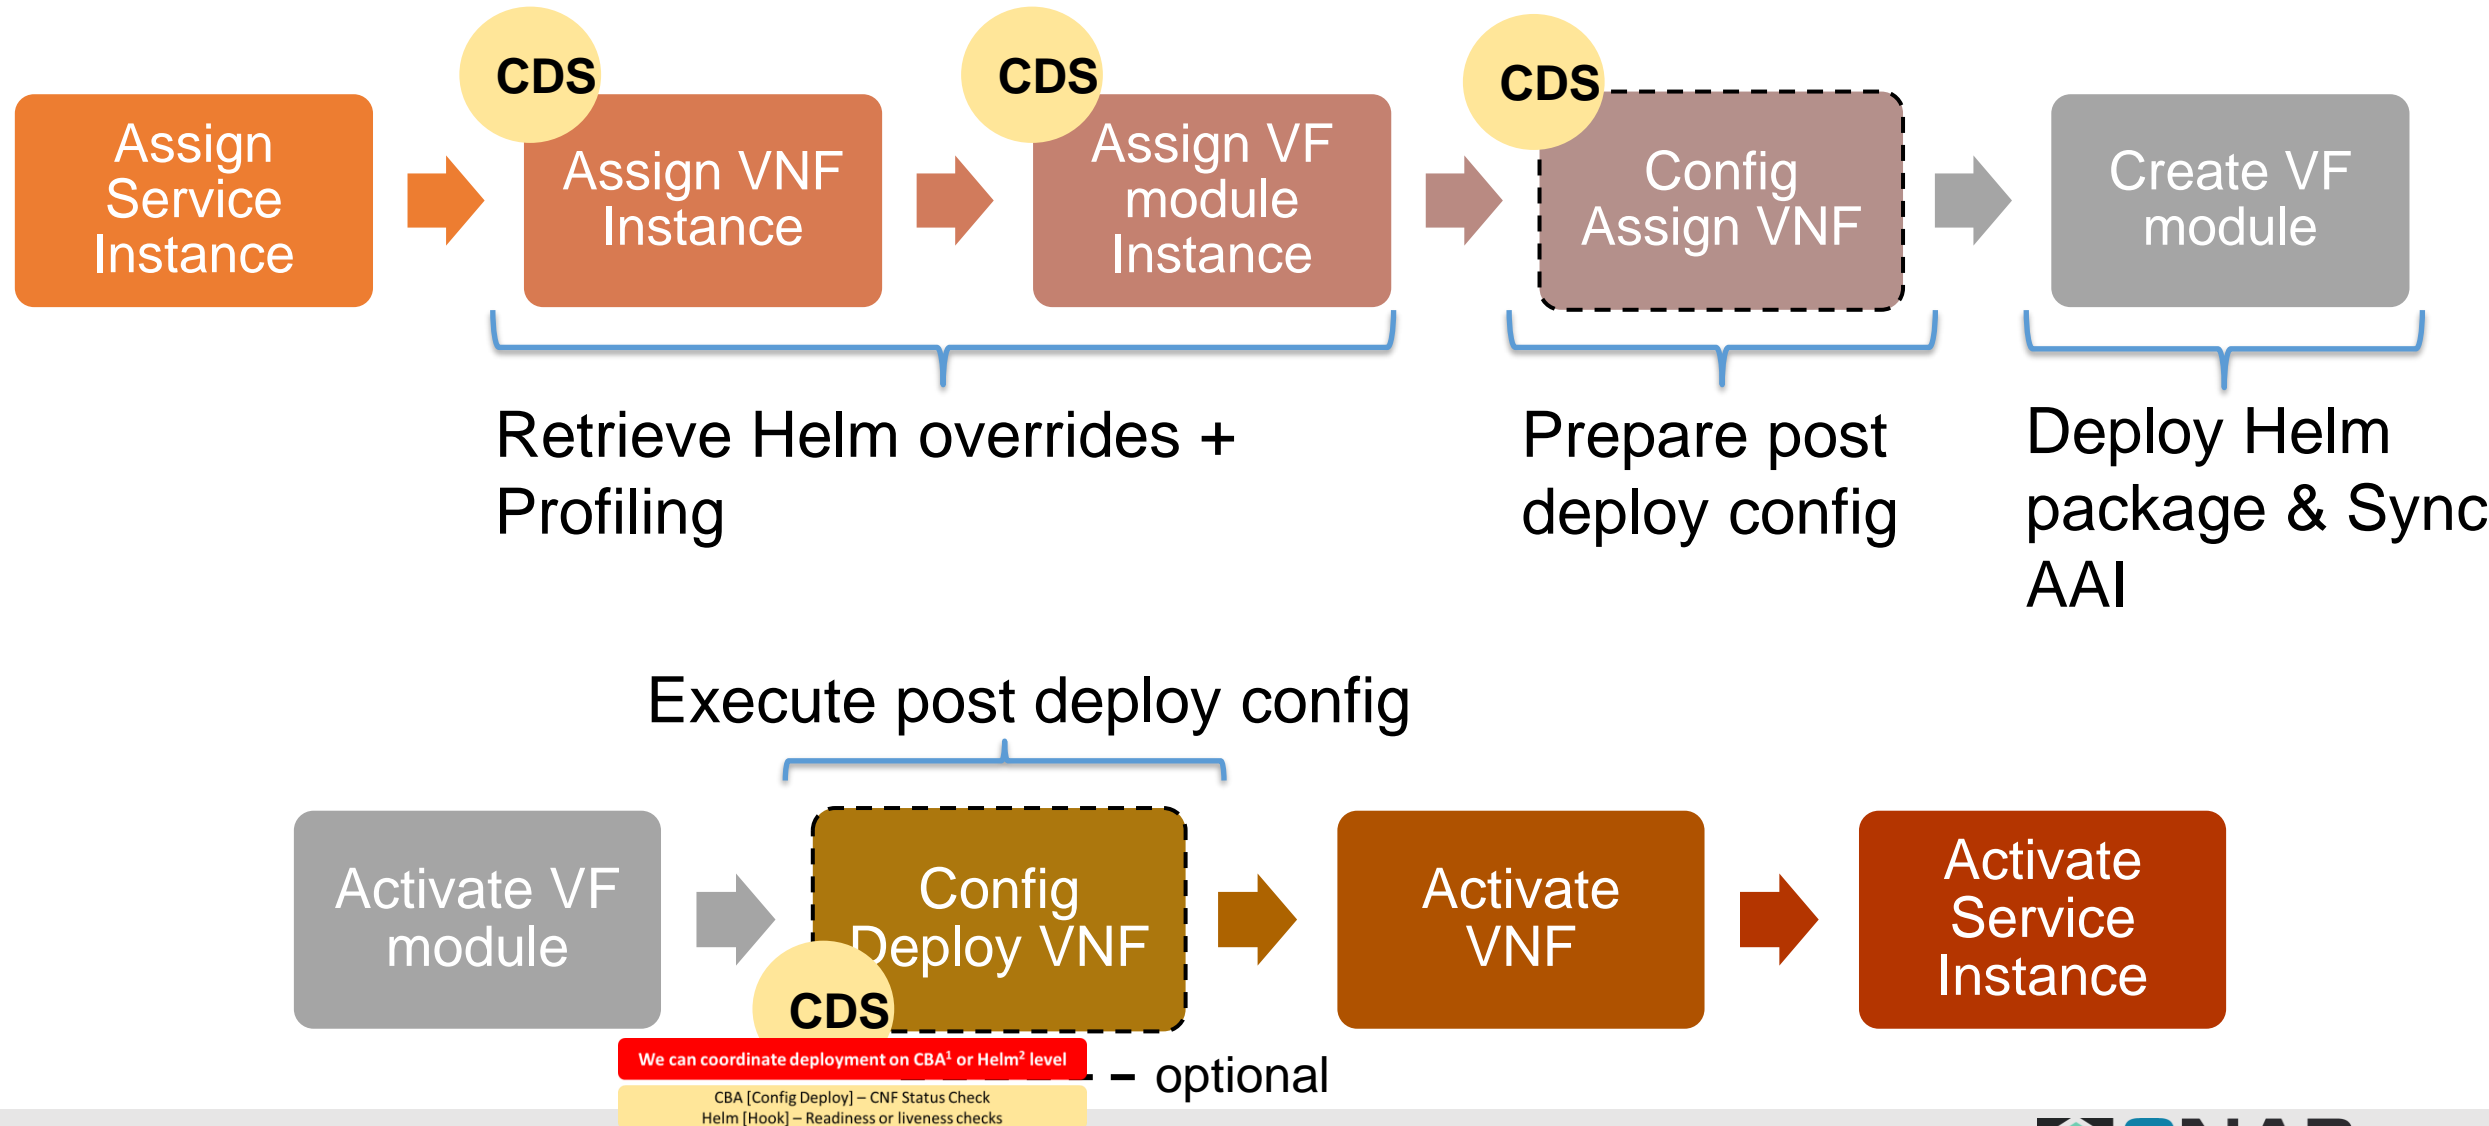 CDS
CDS
CDS
Assign
Service
Instance
Assign VNF
Instance
Assign VF
module
Instance
Config
Assign VNF
Create VF
module
Retrieve Helm overrides +
Profiling
Prepare post
deploy config
Deploy Helm
package & Sync
AAI
Execute post deploy config
Activate VF
module
Config
Deploy VNF
CDS
Activate
VNF
Activate
Service
Instance
We can coordinate deployment on CBA¹ or Helm² level
optional
CBA [Config Deploy] – CNF Status Check
Helm [Hook] – Readiness or liveness checks